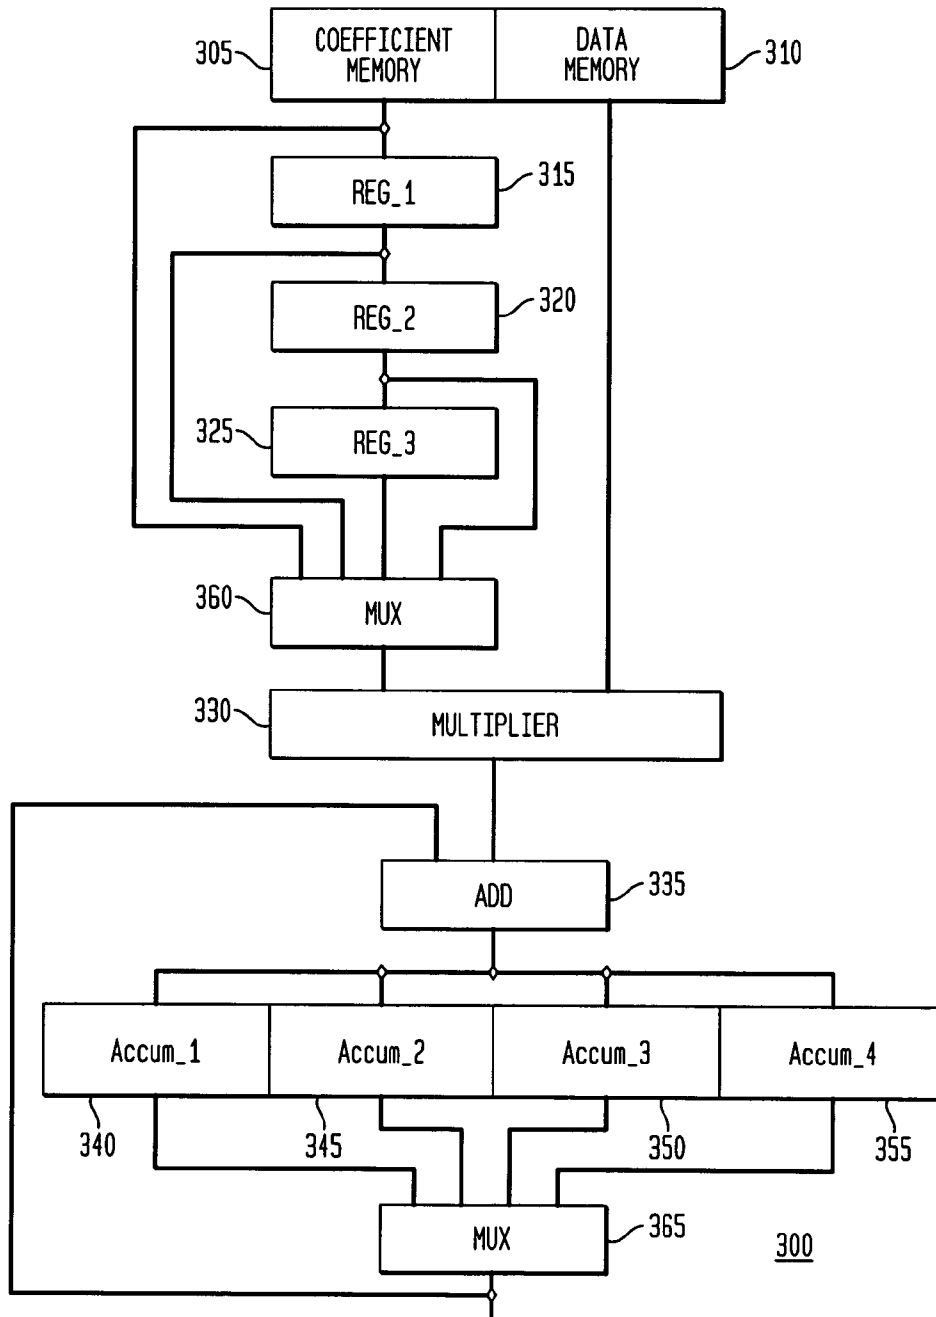 COEFFICIENT
MEMORY
DATA
MEMORY
305
310
REG_1
315
REG_2
320
REG_3
325
MUX
360
MULTIPLIER
330
ADD
335
Accum_1
Accum_2
Accum_3
Accum_4
340
345
350
355
MUX
365
300